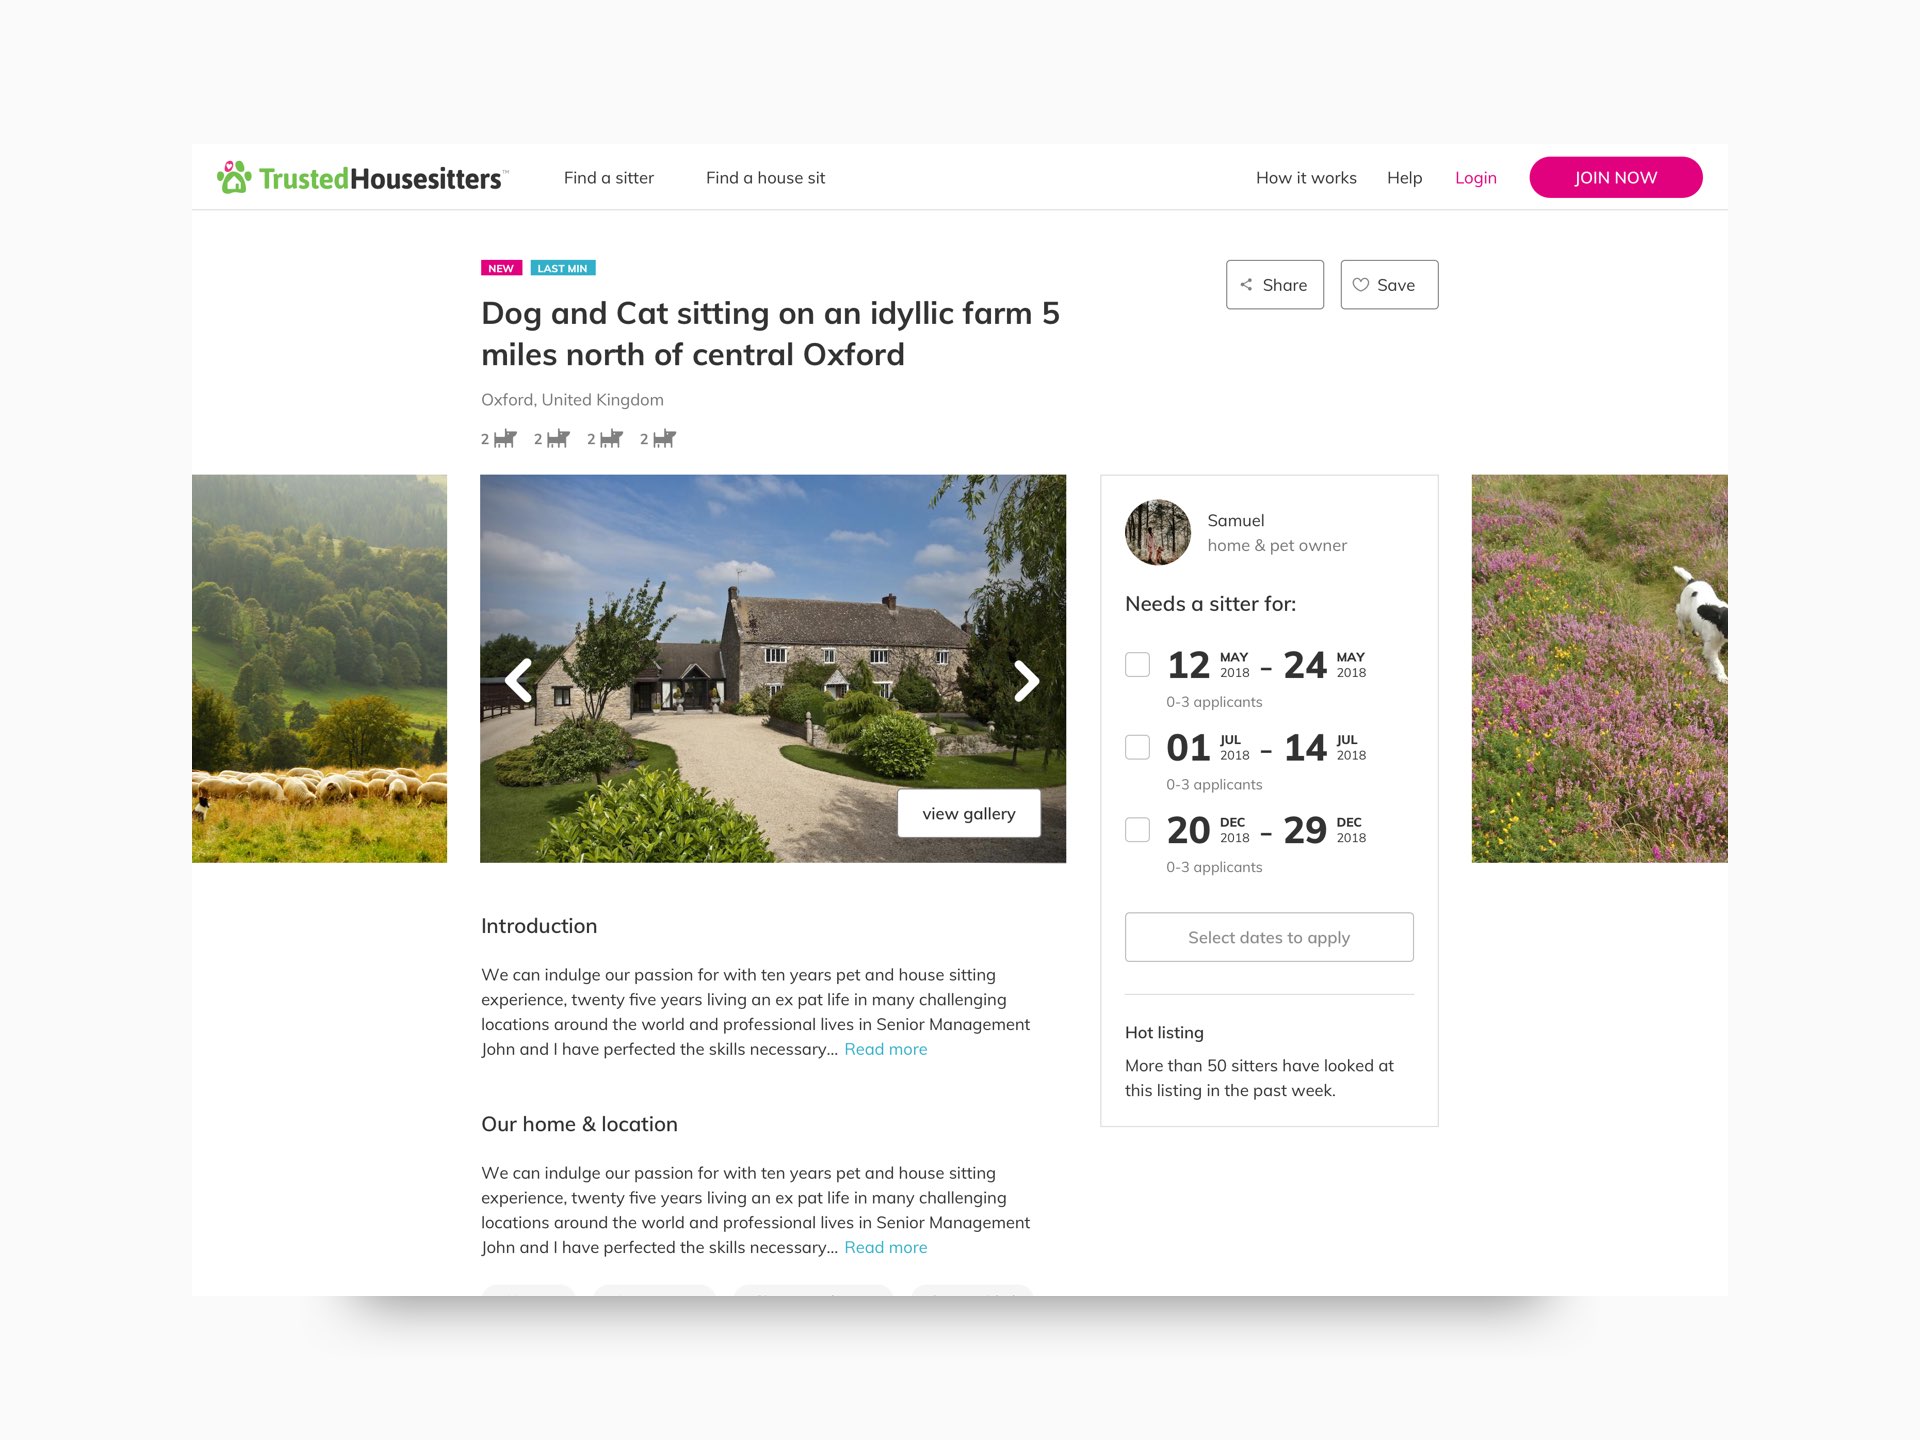 TrustedHousesitters™
Find a sitter
Find a house sit
How it works
Help
Login
JOIN NOW
NEW
LAST MIN
Share
Save
Dog and Cat sitting on an idyllic farm 5
miles north of central Oxford
Oxford, United Kingdom
2 2 2 2
view gallery
Samuel
home & pet owner
Needs a sitter for:
12 MAY 2018 - 24 MAY 2018
0-3 applicants
01 JUL 2018 - 14 JUL 2018
0-3 applicants
20 DEC 2018 - 29 DEC 2018
0-3 applicants
Select dates to apply
Hot listing
More than 50 sitters have looked at
this listing in the past week.
Introduction
We can indulge our passion for with ten years pet and house sitting
experience, twenty five years living an ex pat life in many challenging
locations around the world and professional lives in Senior Management
John and I have perfected the skills necessary... Read more
Our home & location
We can indulge our passion for with ten years pet and house sitting
experience, twenty five years living an ex pat life in many challenging
locations around the world and professional lives in Senior Management
John and I have perfected the skills necessary... Read more